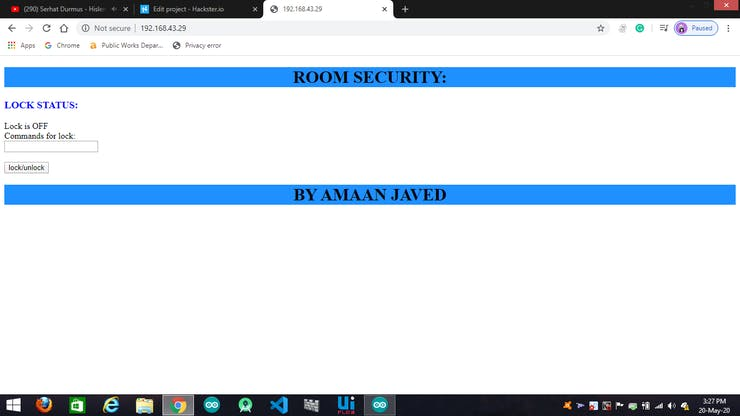 (290) Serhat Durmus - Hisle
Edit project - Hackster.io
192.168.43.29
Not secure
192.168.43.29
Paused
Apps
Chrome
Public Works Depar...
Privacy error
ROOM SECURITY:
LOCK STATUS:
Lock is OFF
Commands for lock:
lock/unlock
BY AMAAN JAVED
3:27 PM
20-May-20